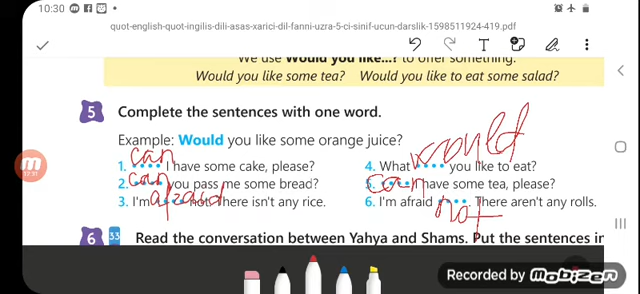 10:30
quot-english-quot-ingilis-dili-asas-xarici-dil-fanni-uzra-5-ci-sinif-ucun-darslik-1598511924-419.pdf
We use Would you like...? to offer something.
Would you like some tea? Would you like to eat some salad?
5 Complete the sentences with one word.
Example: Would you like some orange juice?
1. can I have some cake, please?
2. can you pass me some bread?
3. I'm afraid not. There isn't any rice.
4. What would you like to eat?
5. can I have some tea, please?
6. I'm afraid not. There aren't any rolls.
6 33 Read the conversation between Yahya and Shams. Put the sentences in
Recorded by
Mobizen